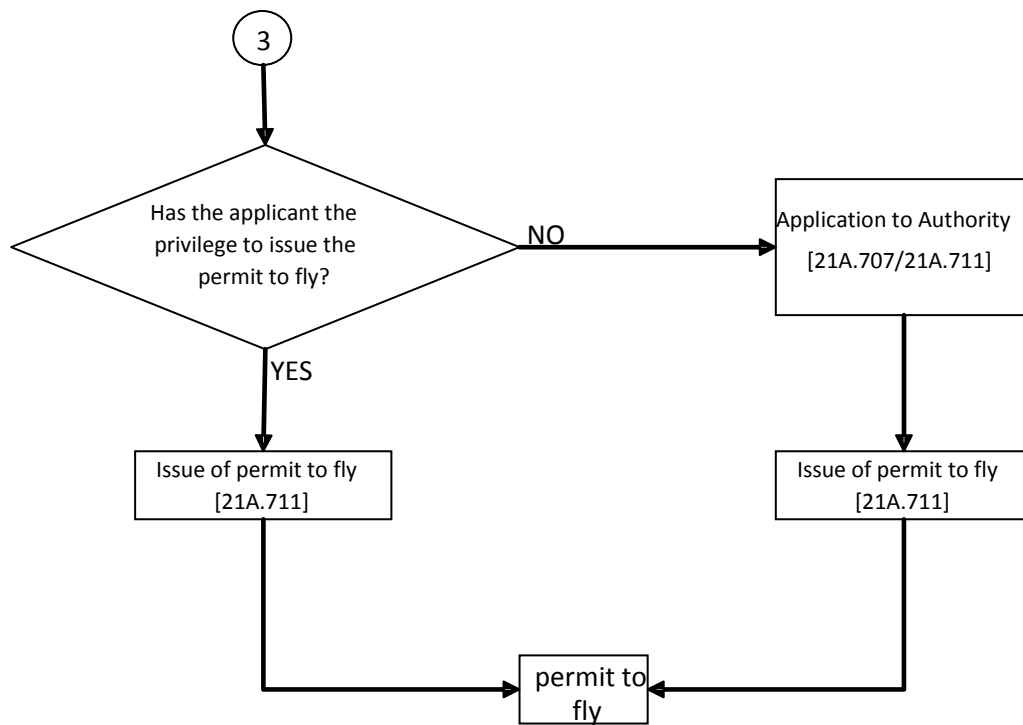 3
Has the applicant the
privilege to issue the
permit to fly?
NO
Application to Authority
[21A.707/21A.711]
YES
Issue of permit to fly
[21A.711]
Issue of permit to fly
[21A.711]
permit to
fly